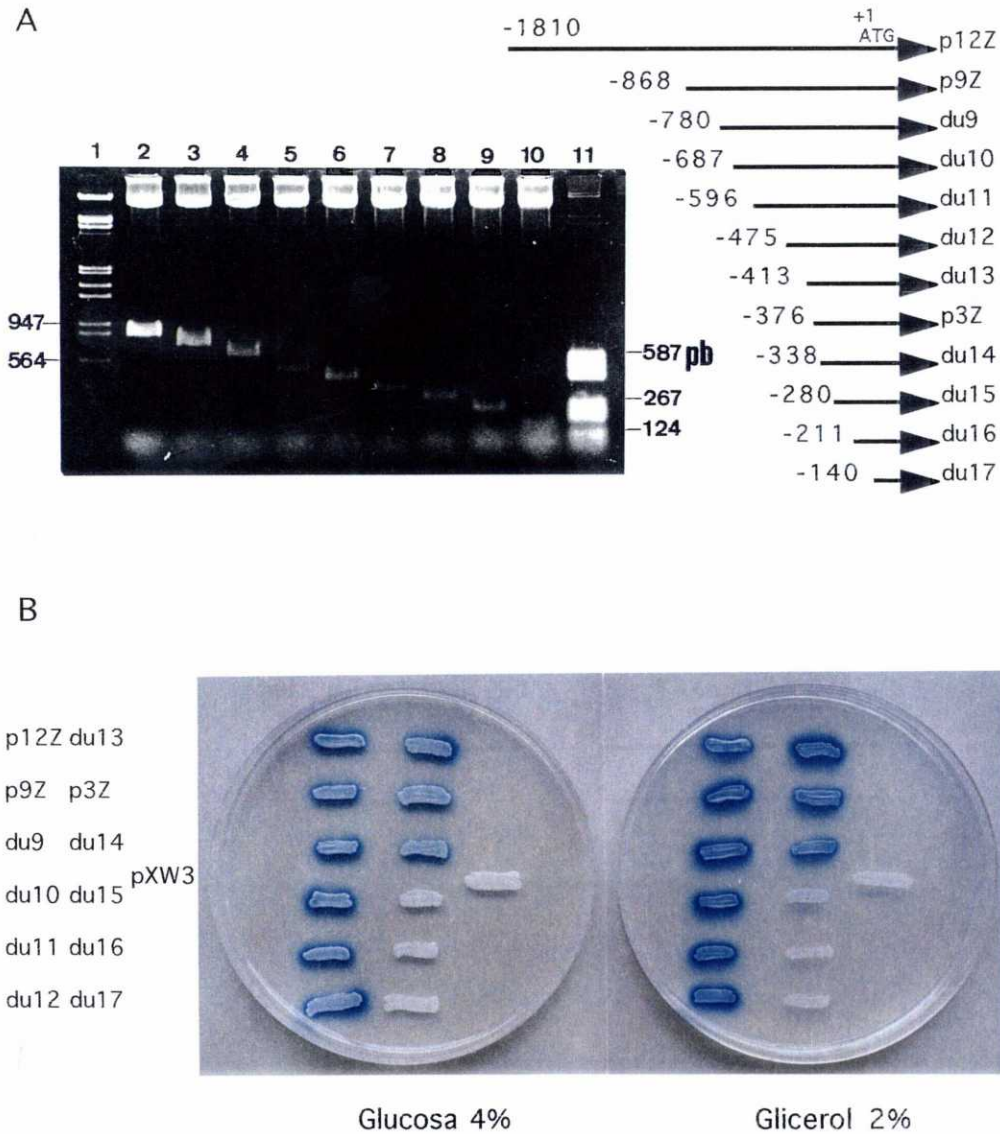 A
-1810
+1
ATG
p12Z
-868
p9Z
-780
du9
-687
du10
-596
du11
-475
du12
-413
du13
-376
p3Z
-338
du14
-280
du15
-211
du16
-140
du17
1 2 3 4 5 6 7 8 9 10 11
947
564
587 pb
267
124
B
p12Z du13
p9Z p3Z
du9 du14
pXW3
du10 du15
du11 du16
du12 du17
Glucosa 4%
Glicerol 2%